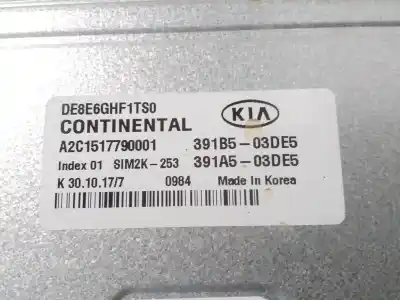 DE8E6GHF1TS0
CONTINENTAL KIA
A2C1517790001 391B5-03DE5
Index 01 SIM2K-253 391A5-03DE5
K 30.10.17/7 0984 Made in Korea